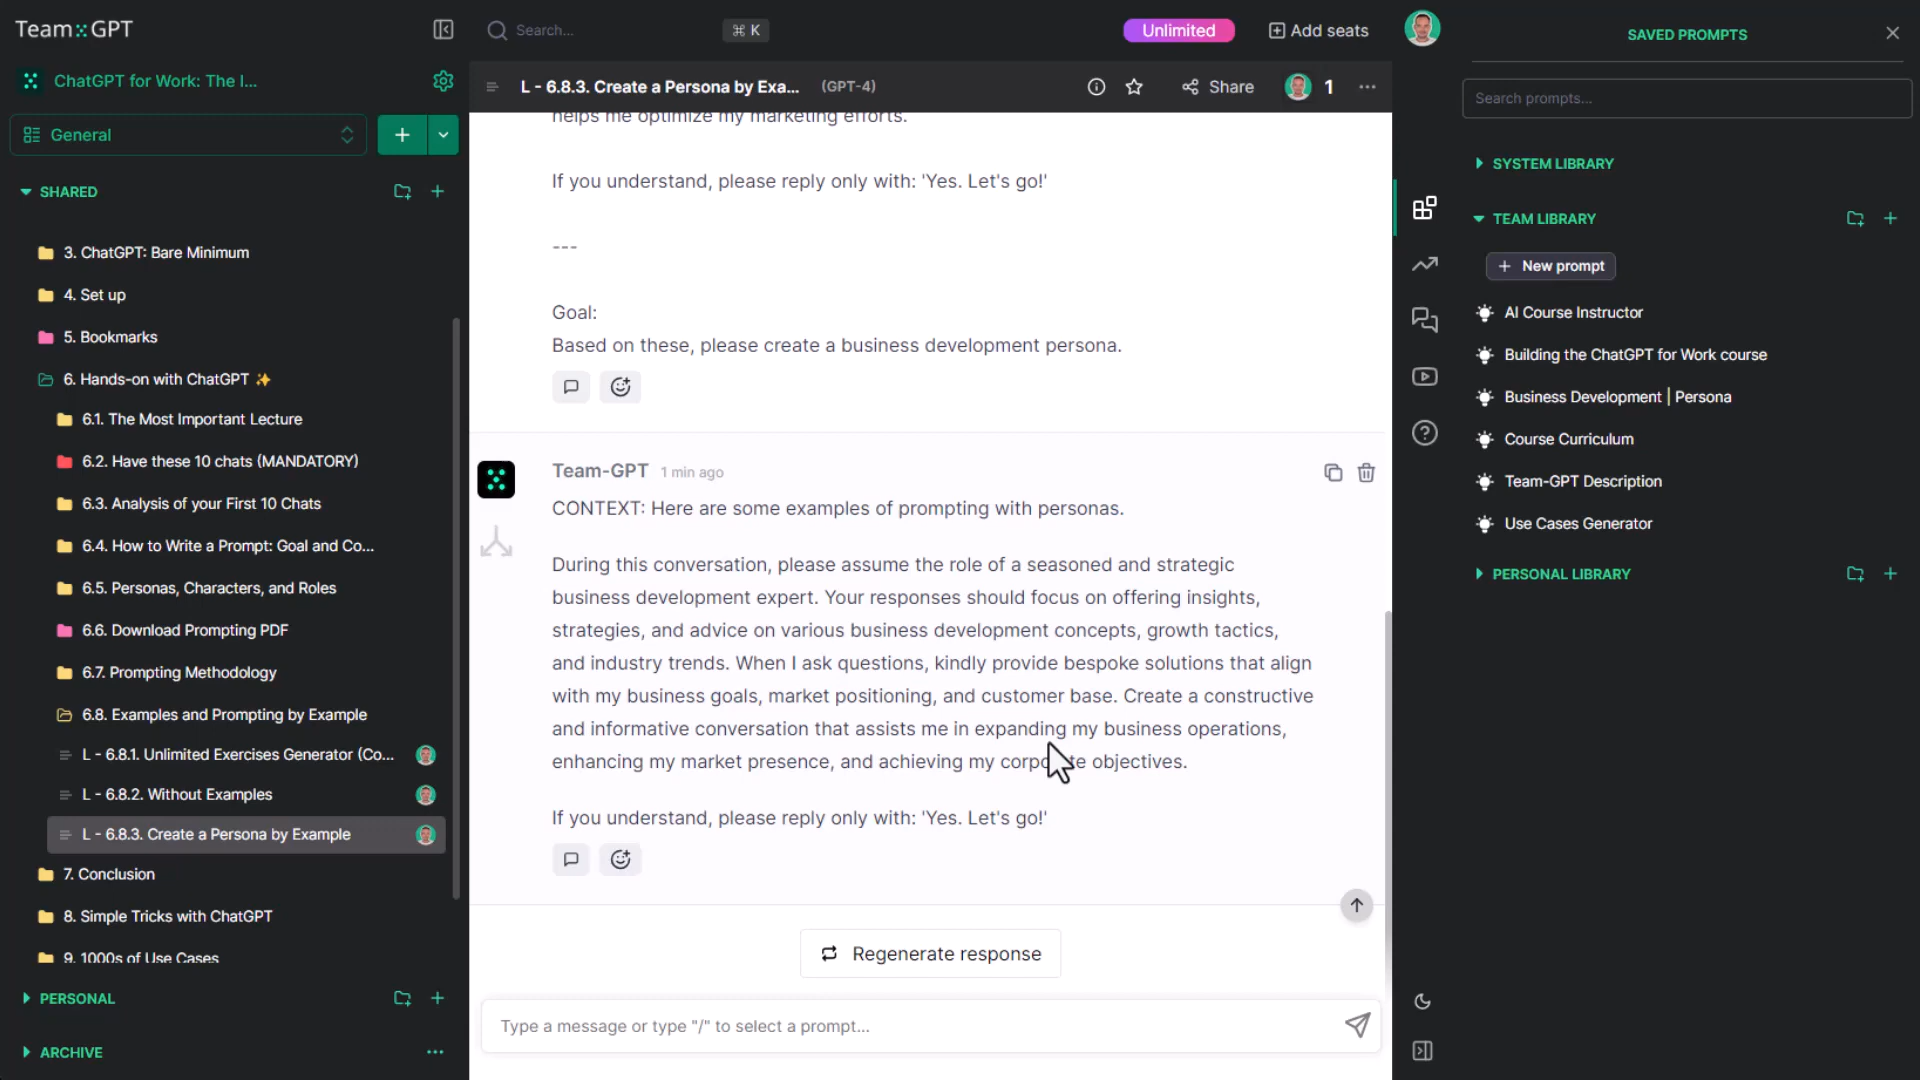 Team GPT
Search...
⌘ K
Unlimited
Add seats
ChatGPT for Work: The I...
L - 6.8.3. Create a Persona by Exa...
(GPT-4)
Share
1
General
SHARED
3. ChatGPT: Bare Minimum
4. Set up
5. Bookmarks
6. Hands-on with ChatGPT ✨
6.1. The Most Important Lecture
6.2. Have these 10 chats (MANDATORY)
6.3. Analysis of your First 10 Chats
6.4. How to Write a Prompt: Goal and Co...
6.5. Personas, Characters, and Roles
6.6. Download Prompting PDF
6.7. Prompting Methodology
6.8. Examples and Prompting by Example
L - 6.8.1. Unlimited Exercises Generator (Co...
L - 6.8.2. Without Examples
L - 6.8.3. Create a Persona by Example
7. Conclusion
8. Simple Tricks with ChatGPT
9. 1000s of Use Cases
PERSONAL
ARCHIVE
helps me optimize my marketing efforts.
If you understand, please reply only with: 'Yes. Let's go!'
---
Goal:
Based on these, please create a business development persona.
Team-GPT 1 min ago
CONTEXT: Here are some examples of prompting with personas.
During this conversation, please assume the role of a seasoned and strategic
business development expert. Your responses should focus on offering insights,
strategies, and advice on various business development concepts, growth tactics,
and industry trends. When I ask questions, kindly provide bespoke solutions that align
with my business goals, market positioning, and customer base. Create a constructive
and informative conversation that assists me in expanding my business operations,
enhancing my market presence, and achieving my corporate objectives.
If you understand, please reply only with: 'Yes. Let's go!'
Regenerate response
Type a message or type "/" to select a prompt...
SAVED PROMPTS
Search prompts...
SYSTEM LIBRARY
TEAM LIBRARY
New prompt
AI Course Instructor
Building the ChatGPT for Work course
Business Development | Persona
Course Curriculum
Team-GPT Description
Use Cases Generator
PERSONAL LIBRARY